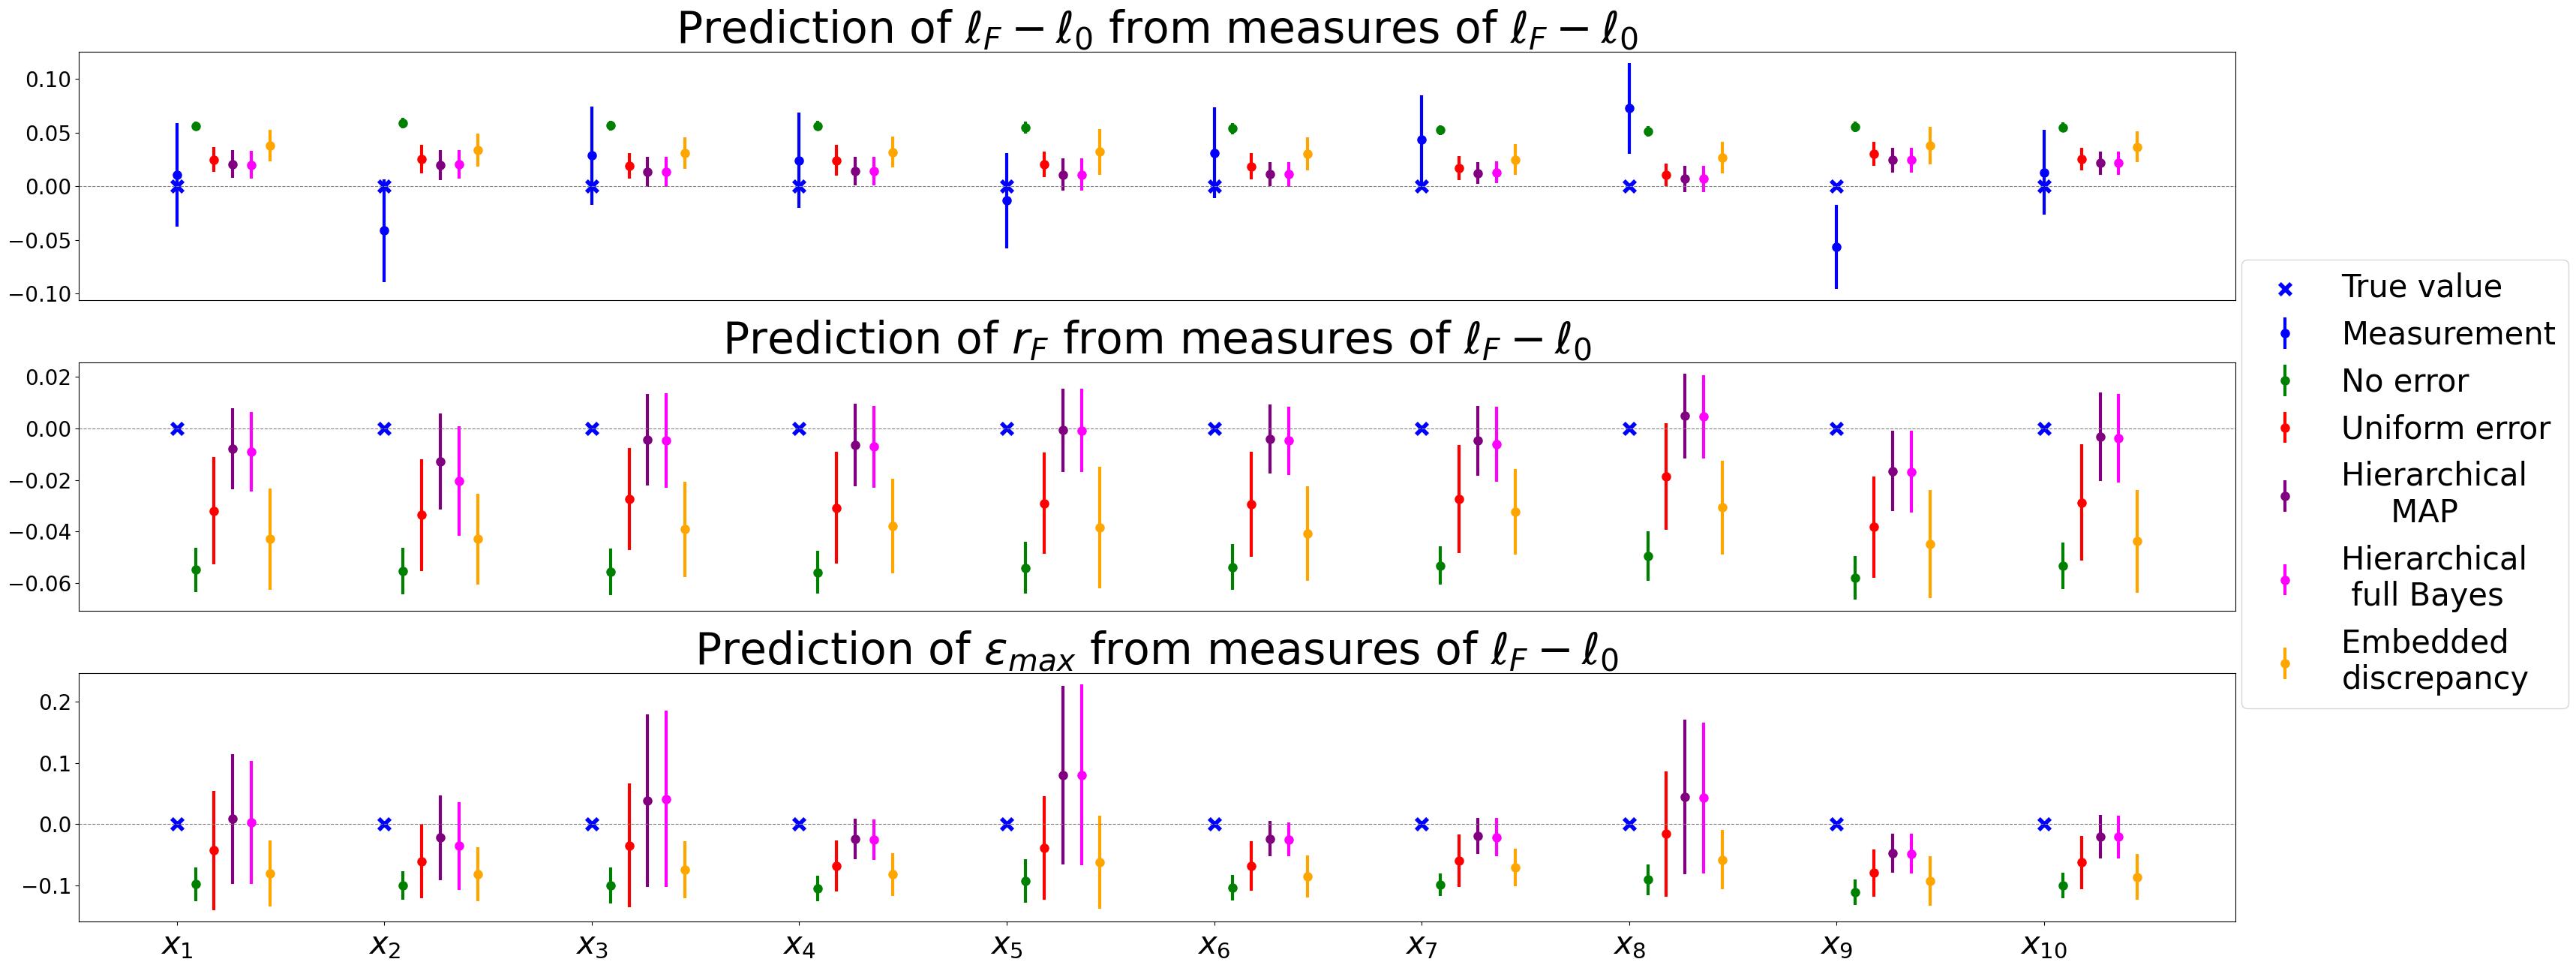 Prediction of ℓ_F − ℓ_0 from measures of ℓ_F − ℓ_0
0.10
0.05
0.00
−0.05
−0.10
Prediction of r_F from measures of ℓ_F − ℓ_0
0.02
0.00
−0.02
−0.04
−0.06
Prediction of ε_max from measures of ℓ_F − ℓ_0
0.2
0.1
0.0
−0.1
x_1 x_2 x_3 x_4 x_5 x_6 x_7 x_8 x_9 x_10
True value
Measurement
No error
Uniform error
Hierarchical
MAP
Hierarchical
full Bayes
Embedded
discrepancy